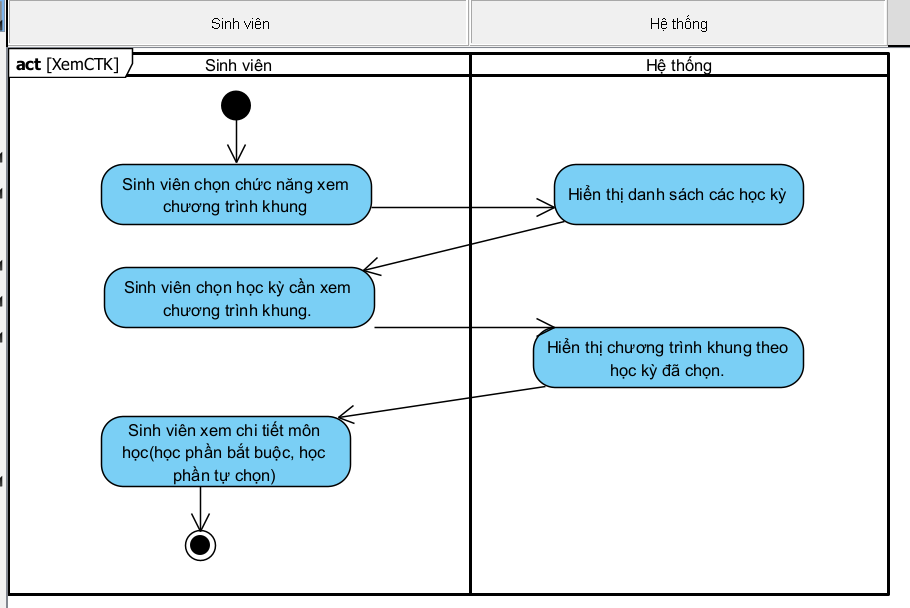 Sinh viên
Hệ thống
act [XemCTK]
Sinh viên
Hệ thống
Sinh viên chọn chức năng xem
chương trình khung
Hiển thị danh sách các học kỳ
Sinh viên chọn học kỳ cần xem
chương trình khung.
Hiển thị chương trình khung theo
học kỳ đã chọn.
Sinh viên xem chi tiết môn
học(học phần bắt buộc, học
phần tự chọn)